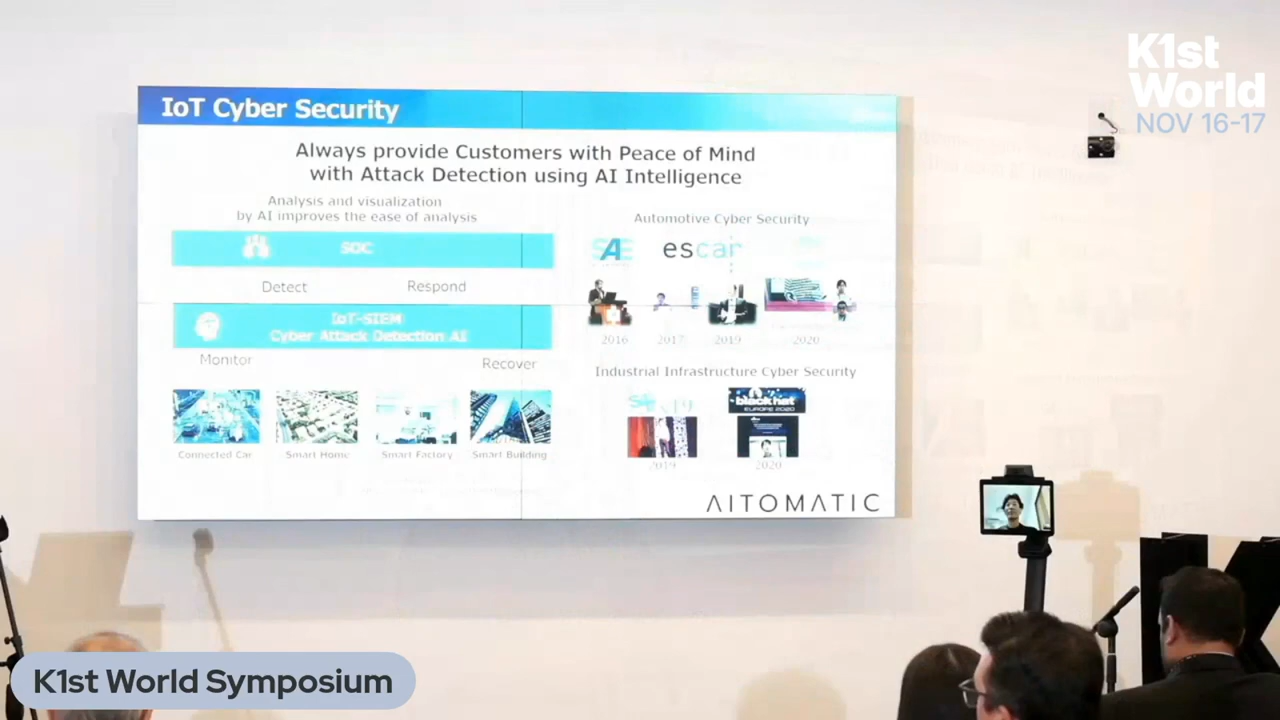 K1st
World
NOV 16-17
IoT Cyber Security
Always provide Customers with Peace of Mind
with Attack Detection using AI Intelligence
Analysis and visualization
by AI improves the ease of analysis
SOC
Detect
Respond
IoT-SIEM
Cyber Attack Detection AI
Monitor
Recover
Connected Car
Smart Home
Smart Factory
Smart Building
Automotive Cyber Security
SAE
escar
2016
2017
2019
2020
Industrial Infrastructure Cyber Security
black hat
EUROPE 2020
2019
2020
AITOMATIC
K1st World Symposium